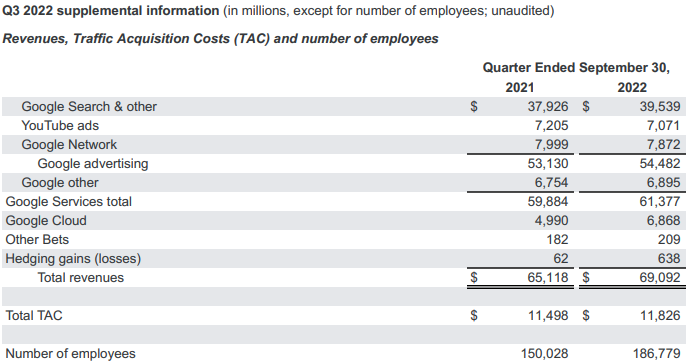 Q3 2022 supplemental information (in millions, except for number of employees; unaudited)
Revenues, Traffic Acquisition Costs (TAC) and number of employees
Quarter Ended September 30,
2021 2022
Google Search & other $ 37,926 $ 39,539
YouTube ads 7,205 7,071
Google Network 7,999 7,872
Google advertising 53,130 54,482
Google other 6,754 6,895
Google Services total 59,884 61,377
Google Cloud 4,990 6,868
Other Bets 182 209
Hedging gains (losses) 62 638
Total revenues $ 65,118 $ 69,092
Total TAC $ 11,498 $ 11,826
Number of employees 150,028 186,779